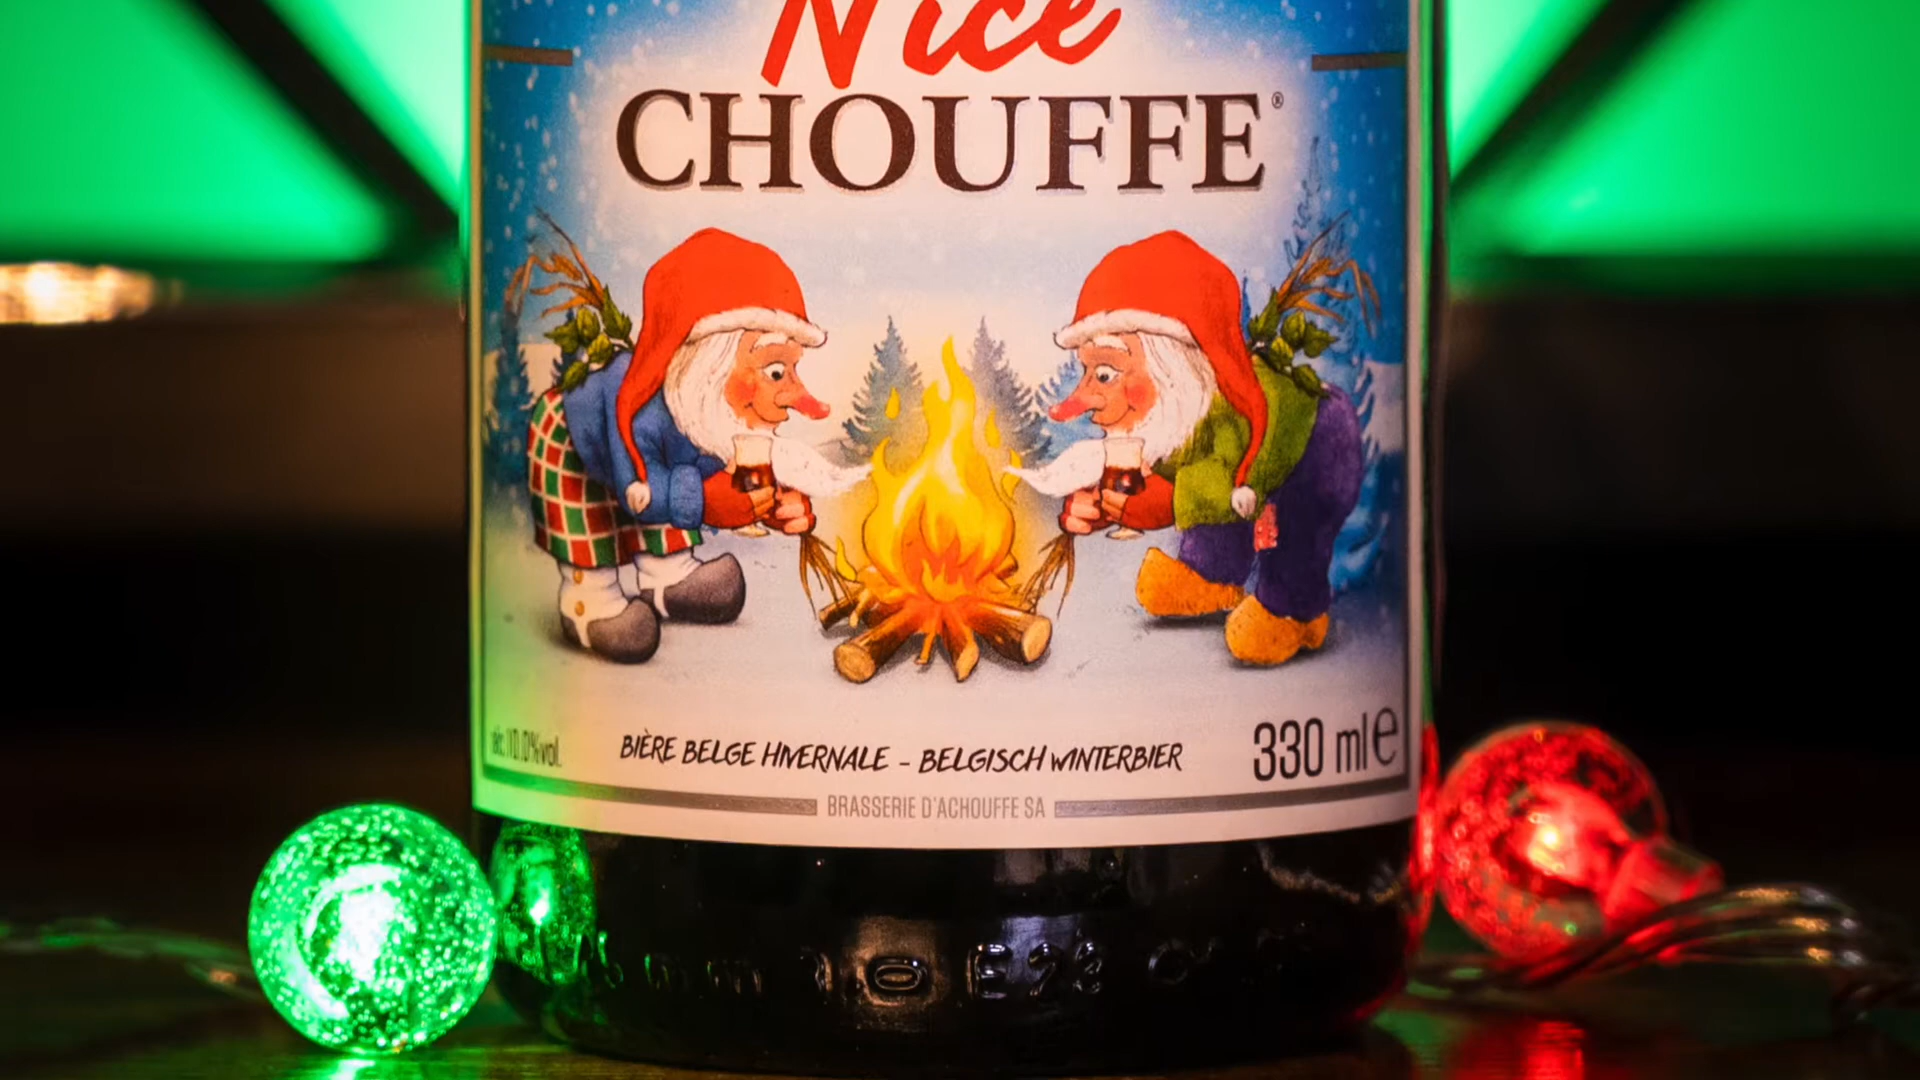 N'ice
CHOUFFE®
alc. 10.0% vol.
BIÈRE BELGE HIVERNALE - BELGISCH WINTERBIER
330 ml e
BRASSERIE D'ACHOUFFE SA